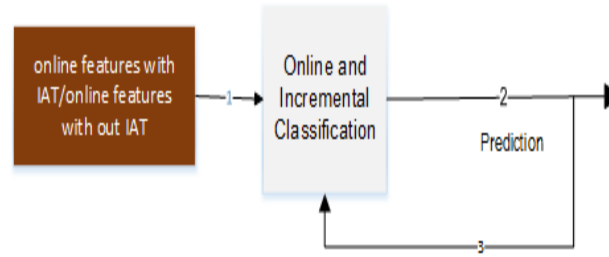 online features with
IAT/online features
with out IAT
1
Online and
Incremental
Classification
2
Prediction
3